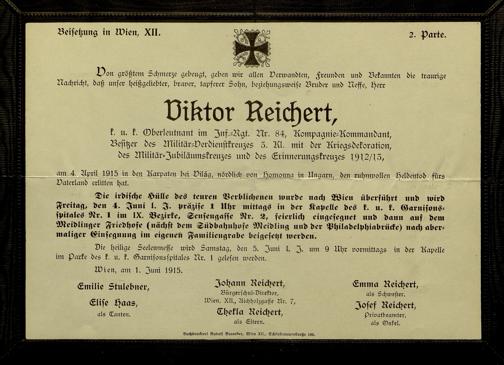 Beisetzung in Wien, XII.
2. Parte.
Von größtem Schmerze gebeugt, geben wir allen Verwandten, Freunden und Bekannten die traurige
Nachricht, daß unser heißgeliebter, braver, tapferer Sohn, beziehungsweise Bruder und Neffe, Herr
Viktor Reichert,
k. u. k. Oberleutnant im Inf.-Rgt. Nr. 84, Kompagnie-Kommandant,
Besitzer des Militär-Verdienstkreuzes 3. Kl. mit der Kriegsdekoration,
des Militär-Jubiläumskreuzes und des Erinnerungskreuzes 1912/13,
am 4. April 1915 in den Karpaten bei Világ, nördlich von Homonna in Ungarn, den ruhmvollen Heldentod fürs
Vaterland erlitten hat.
Die irdische Hülle des teuren Verblichenen wurde nach Wien überführt und wird
Freitag, den 4. Juni l. J. präzise 1 Uhr mittags in der Kapelle des k. u. k. Garnisons-
spitales Nr. 1 im IX. Bezirke, Sensengasse Nr. 2, feierlich eingesegnet und dann auf dem
Meidlinger Friedhofe (nächst dem Südbahnhofe Meidling und der Philadelphiabrücke) nach aber-
maliger Einsegnung im eigenen Familiengrabe beigesetzt werden.
Die heilige Seelenmesse wird Samstag, den 5. Juni l. J. um 9 Uhr vormittags in der Kapelle
im Parke des k. u. k. Garnisonsspitales Nr. 1 gelesen werden.
Wien, am 1. Juni 1915.
Emilie Stulebner,
Elise Haas,
als Tanten.
Johann Reichert,
Bürgerschul-Direktor,
Wien, XII., Aichholzgasse Nr. 7,
Thekla Reichert,
als Eltern.
Emma Reichert,
als Schwester.
Josef Reichert,
Privatbeamter,
als Onkel.
Buchdruckerei Rudolf Wien XII., Schönbrunnerstraße